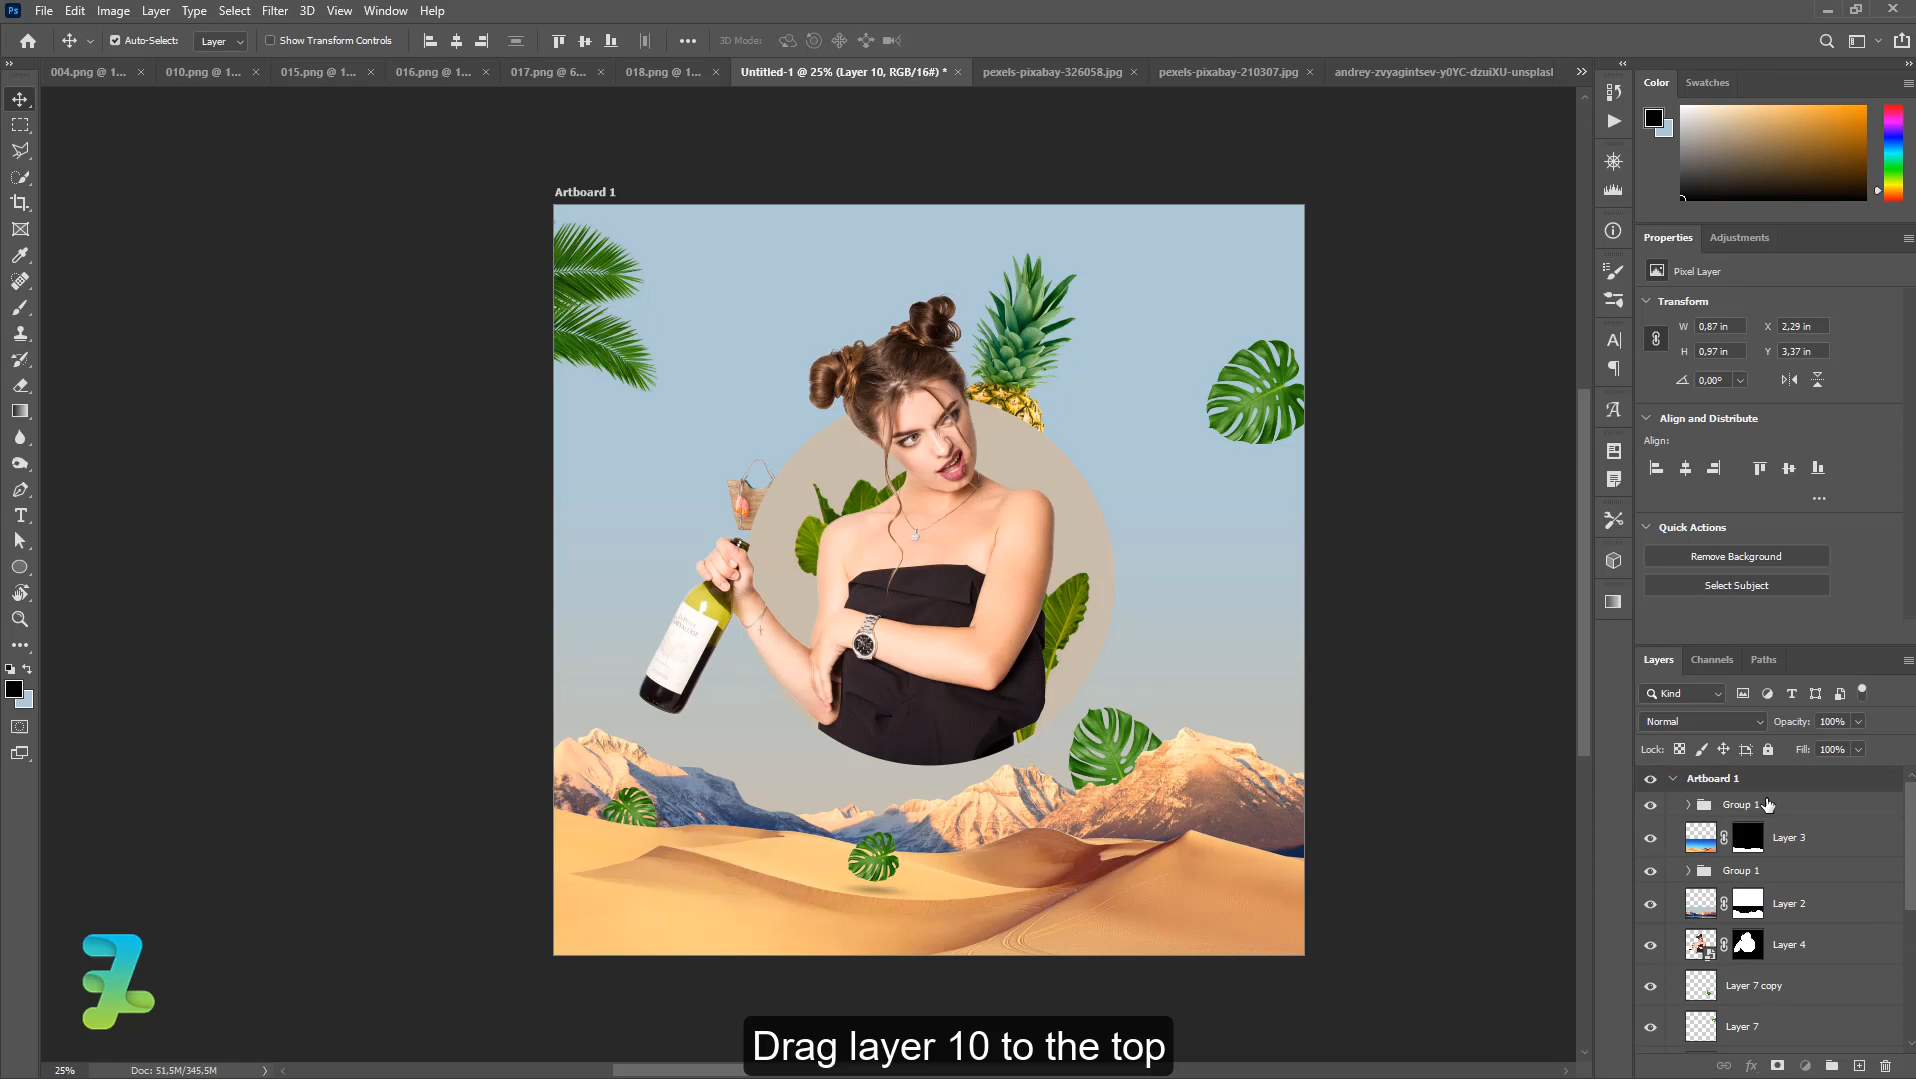 Ps File Edit Image Layer Type Select Filter 3D View Window Help
Auto-Select: Layer Show Transform Controls 3D Mode:
004.png @ 1... 010.png @ 1... 015.png @ 1... 016.png @ 1... 017.png @ 6... 018.png @ 1... Untitled-1 @ 25% (Layer 10, RGB/16#) * pexels-pixabay-326058.jpg pexels-pixabay-210307.jpg andrey-zvyagintsev-y0YC-dzuiXU-unsplasl
Color Swatches
Artboard 1
Properties Adjustments
Pixel Layer
Transform
W 0,87 in X 2,29 in
H 0,97 in Y 3,37 in
0,00°
Align and Distribute
Align:
Quick Actions
Remove Background
Select Subject
Layers Channels Paths
Kind
Normal Opacity: 100%
Lock: Fill: 100%
Artboard 1
Group 1
Layer 3
Group 1
Layer 2
Layer 4
Layer 7 copy
Layer 7
Drag layer 10 to the top
25% Doc: 51,5M/345,5M